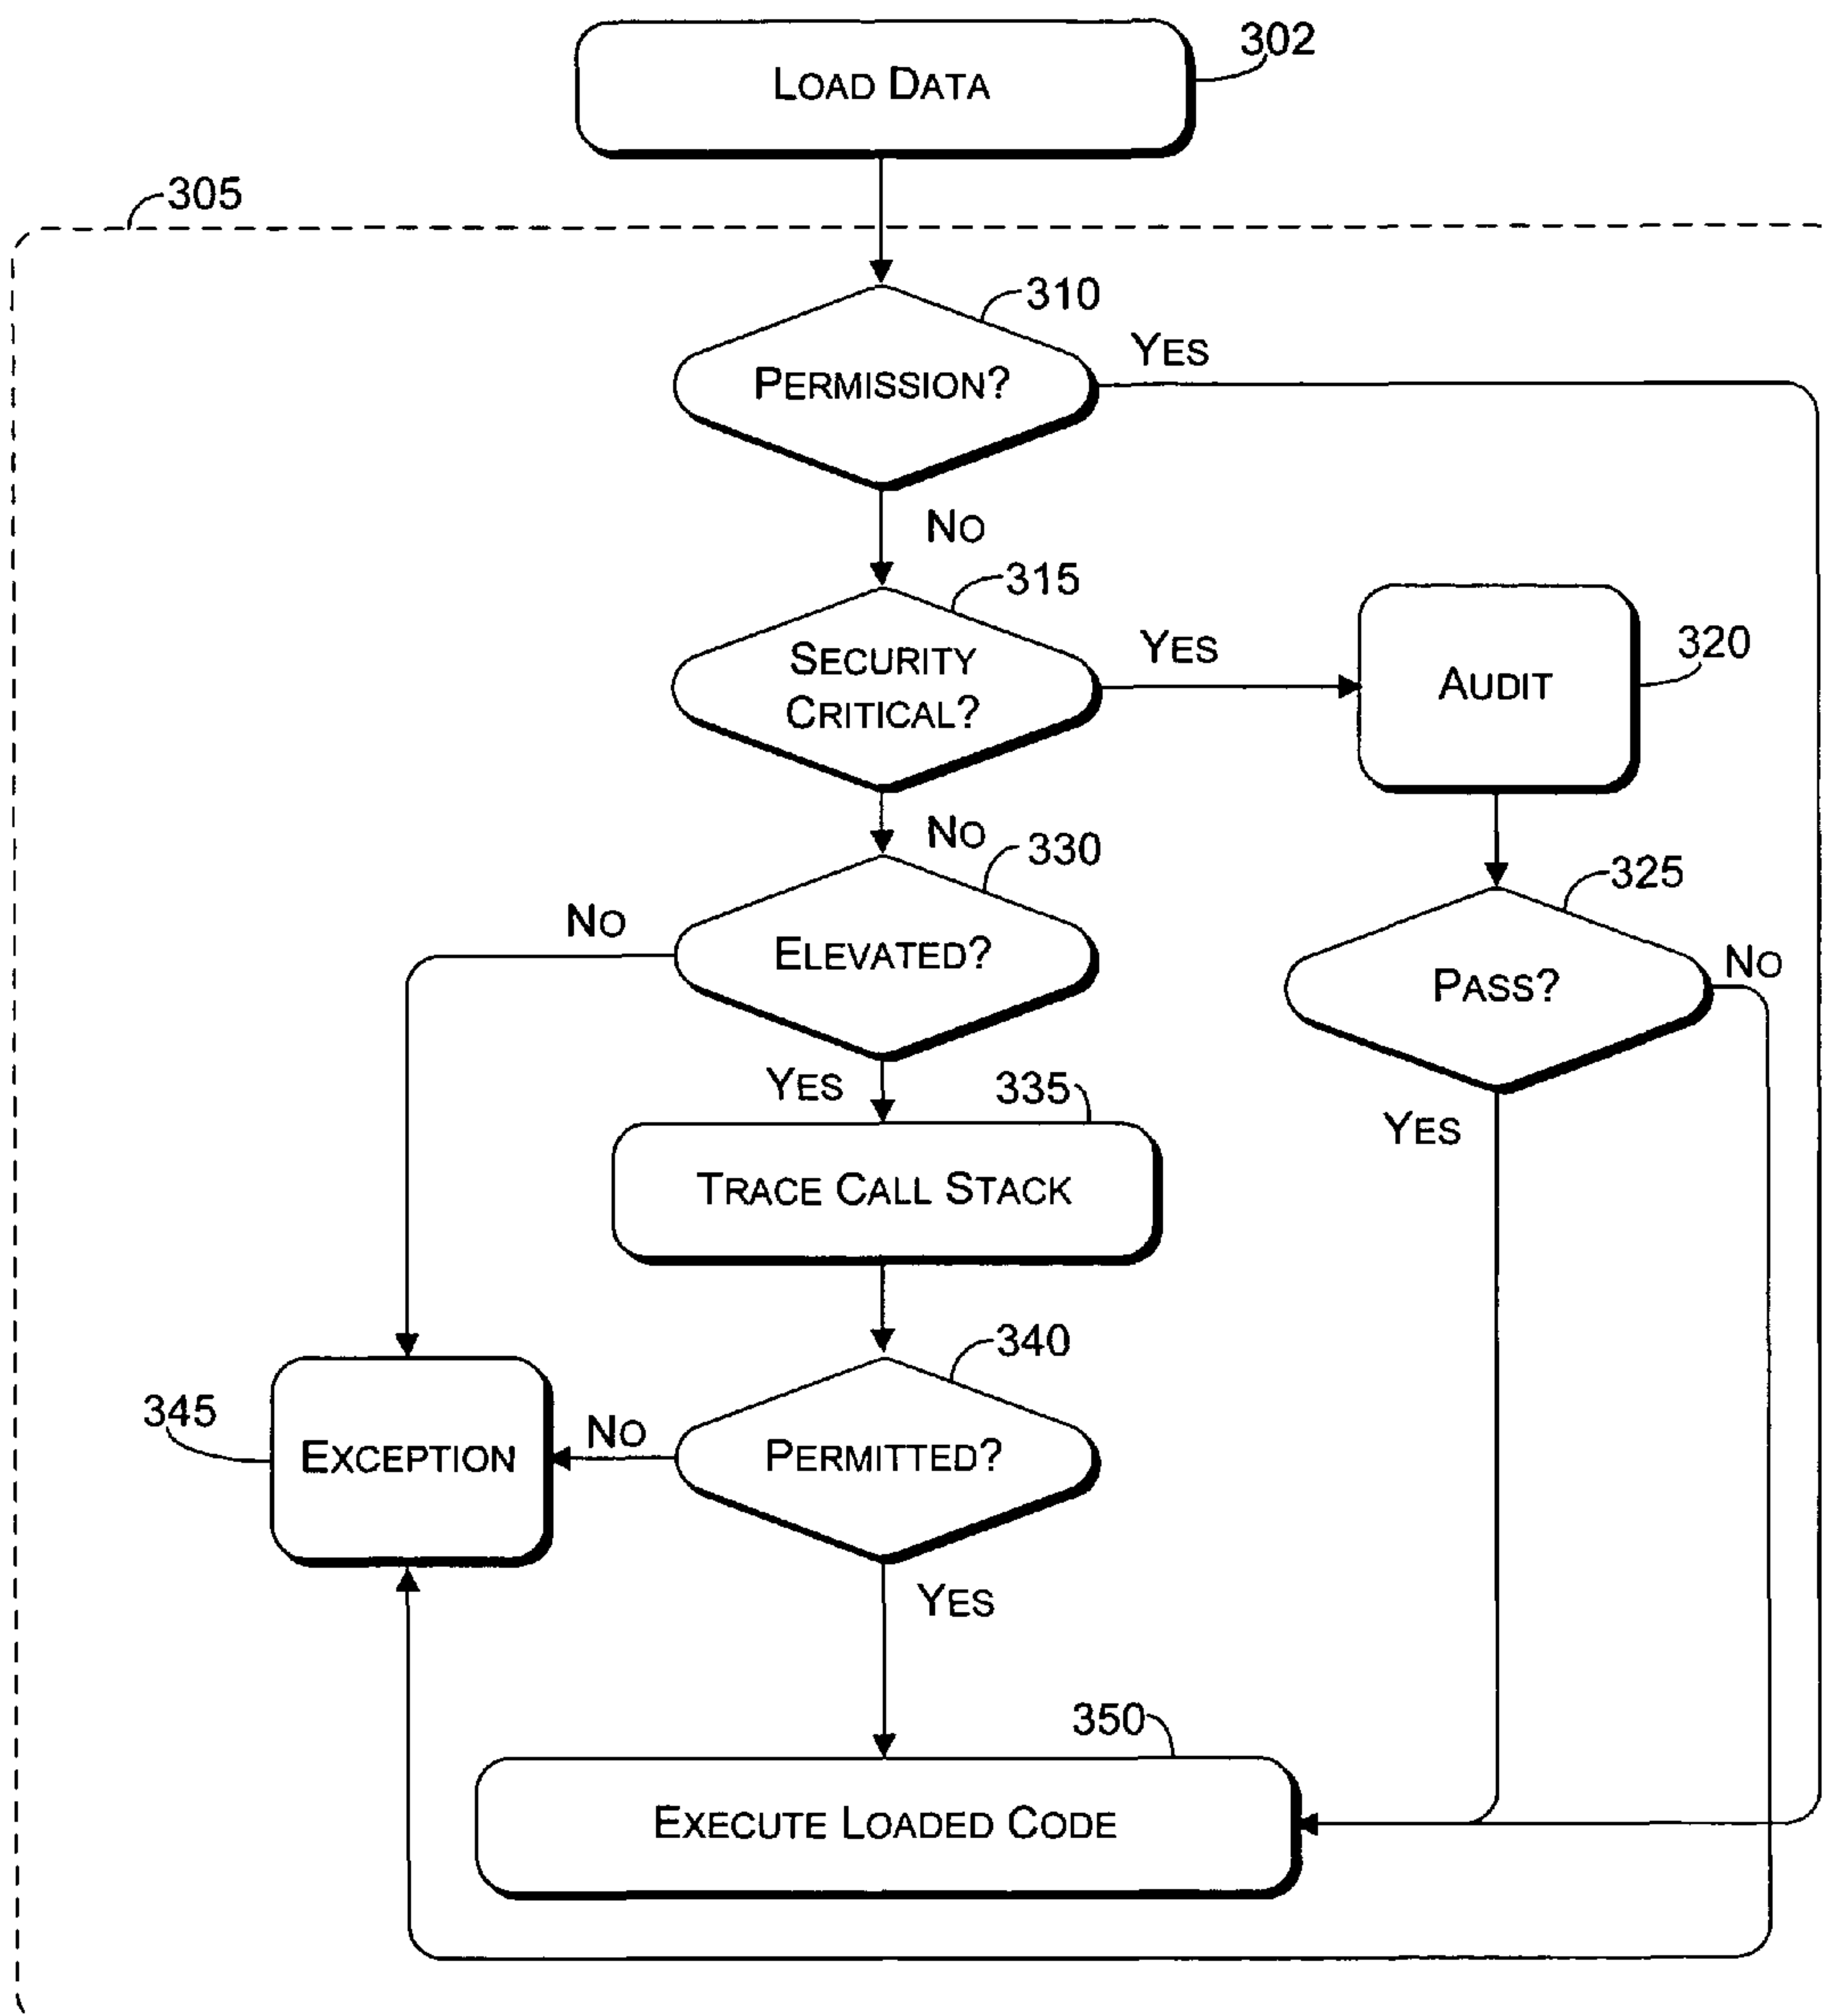 LOAD DATA
302
305
310
PERMISSION?
YES
NO
315
SECURITY
CRITICAL?
YES
AUDIT
320
NO
330
ELEVATED?
NO
325
PASS?
NO
YES
335
YES
TRACE CALL STACK
340
PERMITTED?
NO
345
EXCEPTION
YES
350
EXECUTE LOADED CODE